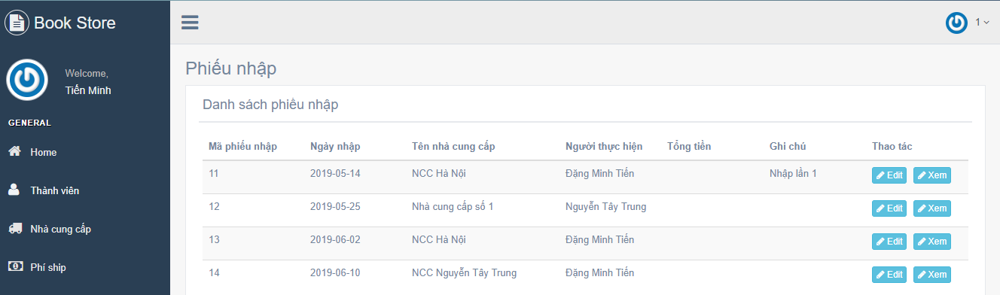 Book Store
1
Welcome,
Tiến Minh
GENERAL
Home
Thành viên
Nhà cung cấp
Phí ship
Phiếu nhập
Danh sách phiều nhập
Mã phiếu nhập Ngày nhập Tên nhà cung cấp Người thực hiện Tổng tiền Ghi chú Thao tác
11 2019-05-14 NCC Hà Nội Đặng Minh Tiến Nhập lần 1 Edit Xem
12 2019-05-25 Nhà cung cấp số 1 Nguyễn Tây Trung Edit Xem
13 2019-06-02 NCC Hà Nội Đặng Minh Tiến Edit Xem
14 2019-06-10 NCC Nguyễn Tây Trung Đặng Minh Tiến Edit Xem